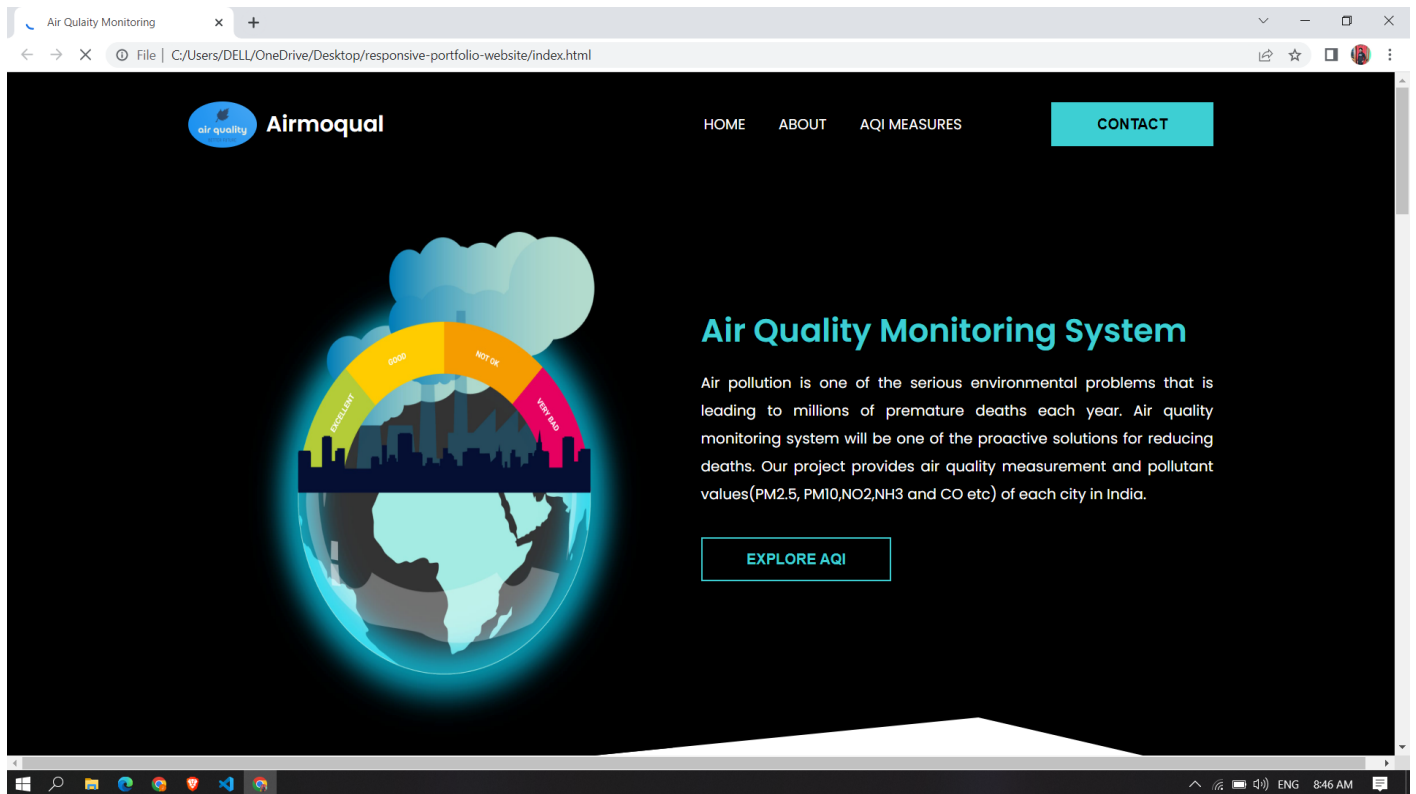 Air Qulaity Monitoring
File | C:/Users/DELL/OneDrive/Desktop/responsive-portfolio-website/index.html
air quality
Airmoqual
HOME ABOUT AQI MEASURES CONTACT
GOOD
NOT OK
EXCELLENT
VERY BAD
Air Quality Monitoring System
Air pollution is one of the serious environmental problems that is
leading to millions of premature deaths each year. Air quality
monitoring system will be one of the proactive solutions for reducing
deaths. Our project provides air quality measurement and pollutant
values(PM2.5, PM10,NO2,NH3 and CO etc) of each city in India.
EXPLORE AQI
ENG 8:46 AM